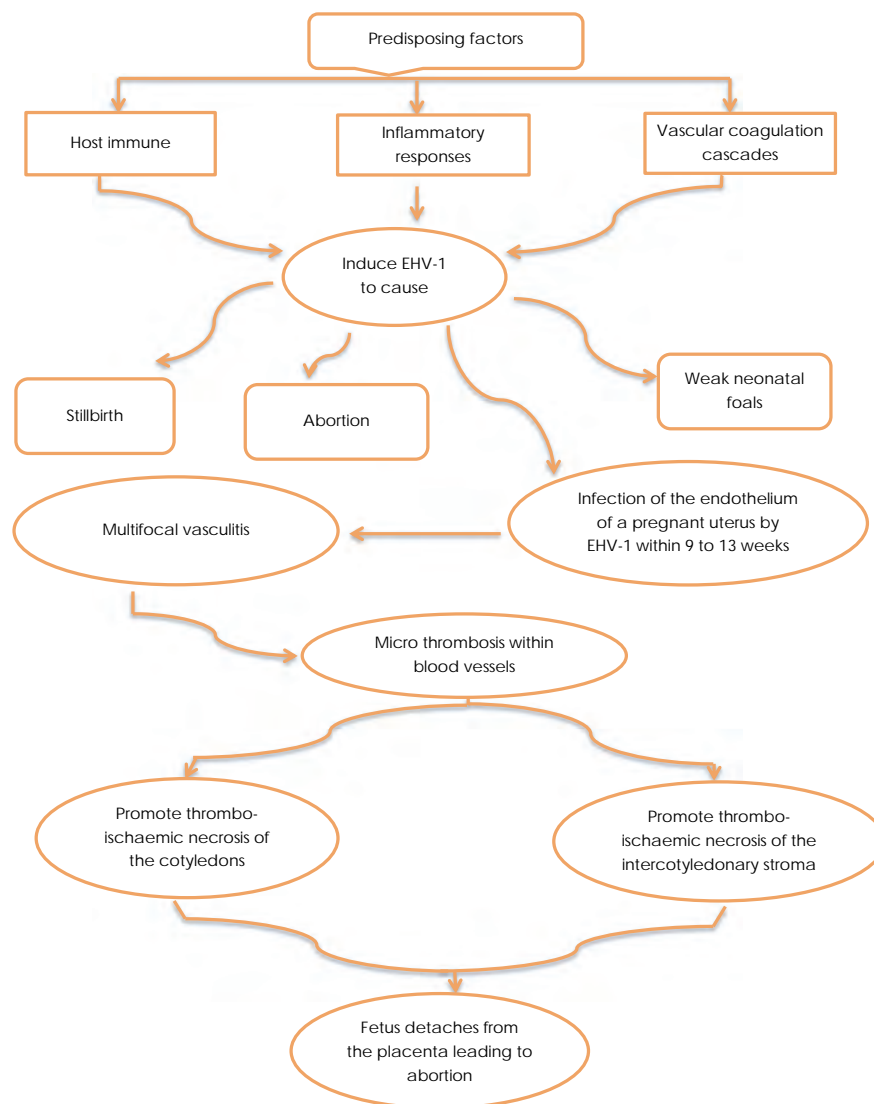 Predisposing factors
Host immune
Inflammatory
responses
Vascular coagulation
cascades
Induce EHV-1
to cause
Stillbirth
Abortion
Weak neonatal
foals
Multifocal vasculitis
Infection of the endothelium
of a pregnant uterus by
EHV-1 within 9 to 13 weeks
Micro thrombosis within
blood vessels
Promote thrombo-
ischaemic necrosis of
the cotyledons
Promote thrombo-
ischaemic necrosis of the
intercotyledonary stroma
Fetus detaches from
the placenta leading to
abortion